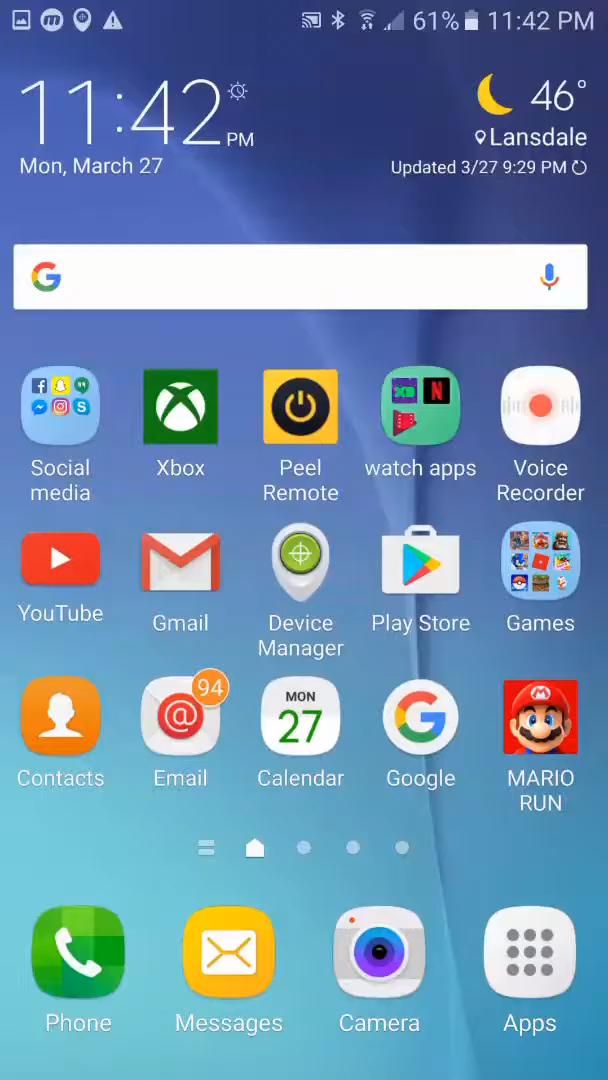 61% 11:42 PM
11:42 PM
46°
Lansdale
Mon, March 27
Updated 3/27 9:29 PM
Social media
Xbox
Peel Remote
watch apps
Voice Recorder
YouTube
Gmail
Device Manager
Play Store
Games
94
MON
27
Contacts
Email
Calendar
Google
MARIO RUN
Phone
Messages
Camera
Apps